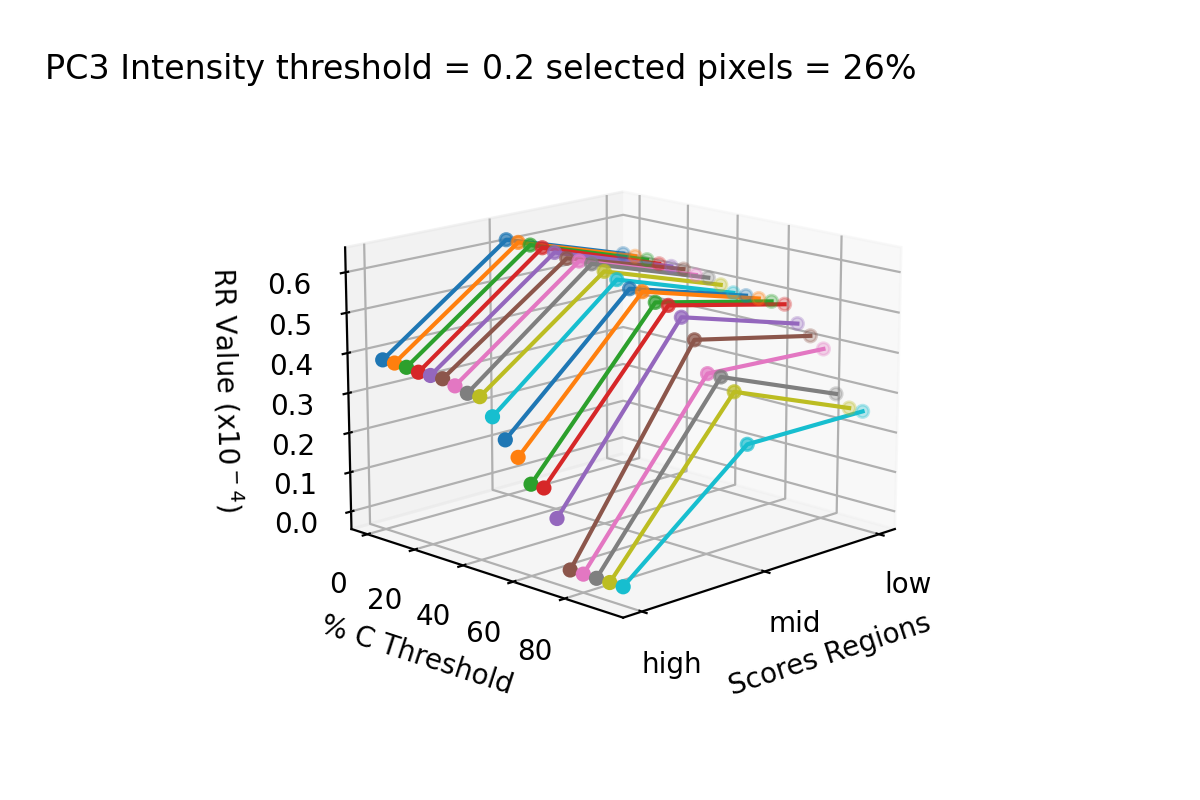 PC3 Intensity threshold = 0.2 selected pixels = 26%
RR Value (x10⁻⁴)
0.6
0.5
0.4
0.3
0.2
0.1
0.0
0
20
40
60
80
% C Threshold
high
mid
low
Scores Regions